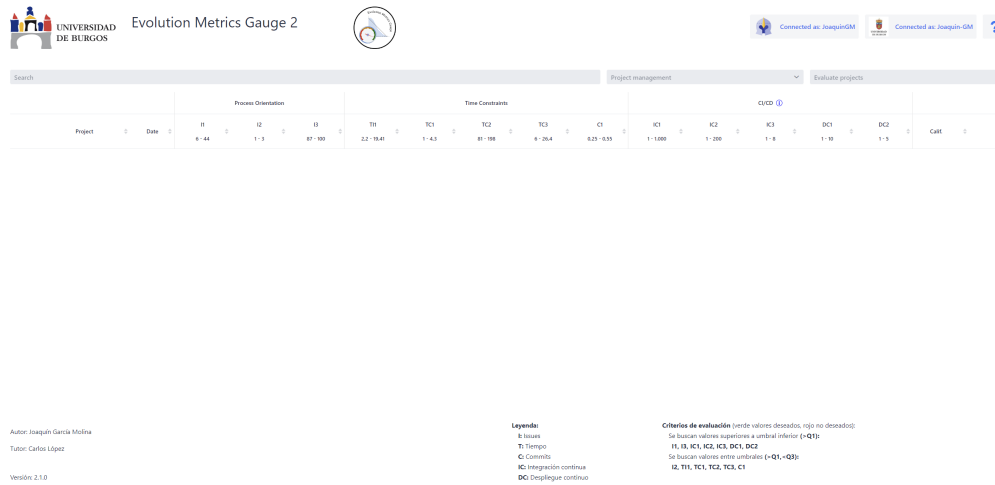 UNIVERSIDAD
DE BURGOS
Evolution Metrics Gauge 2
Connected as: JoaquinGM
Connected as: Joaquin-GM
?
Search
Project management
Evaluate projects
Process Orientation
Time Constraints
CI/CD
Project
Date
I1
I2
I3
TI1
TC1
TC2
TC3
C1
IC1
IC2
IC3
DC1
DC2
Calif.
6 - 44
1 - 3
87 - 100
2,2 - 19,41
1 - 4,3
81 - 198
6 - 26,4
0,25 - 0,55
1 - 1,000
1 - 200
1 - 8
1 - 10
1 - 5
Autor: Joaquín García Molina
Tutor: Carlos López
Versión: 2.1.0
Leyenda:
I: Issues
T: Tiempo
C: Commits
IC: Integración continua
DC: Despliegue continuo
Criterios de evaluación (verde valores deseados, rojo no deseados):
Se buscan valores superiores a umbral inferior (>Q1):
I1, I3, IC1, IC2, IC3, DC1, DC2
Se buscan valores entre umbrales (>Q1,<Q3):
I2, TI1, TC1, TC2, TC3, C1